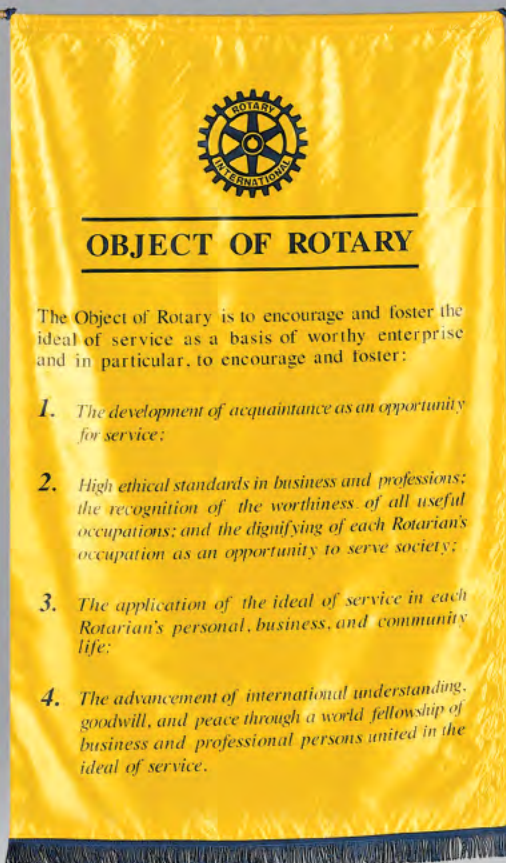 ROTARY
INTERNATIONAL
OBJECT OF ROTARY
The Object of Rotary is to encourage and foster the
ideal of service as a basis of worthy enterprise
and in particular, to encourage and foster:
1. The development of acquaintance as an opportunity
for service;
2. High ethical standards in business and professions;
the recognition of the worthiness of all useful
occupations; and the dignifying of each Rotarian's
occupation as an opportunity to serve society;
3. The application of the ideal of service in each
Rotarian's personal, business, and community
life;
4. The advancement of international understanding,
goodwill, and peace through a world fellowship of
business and professional persons united in the
ideal of service.